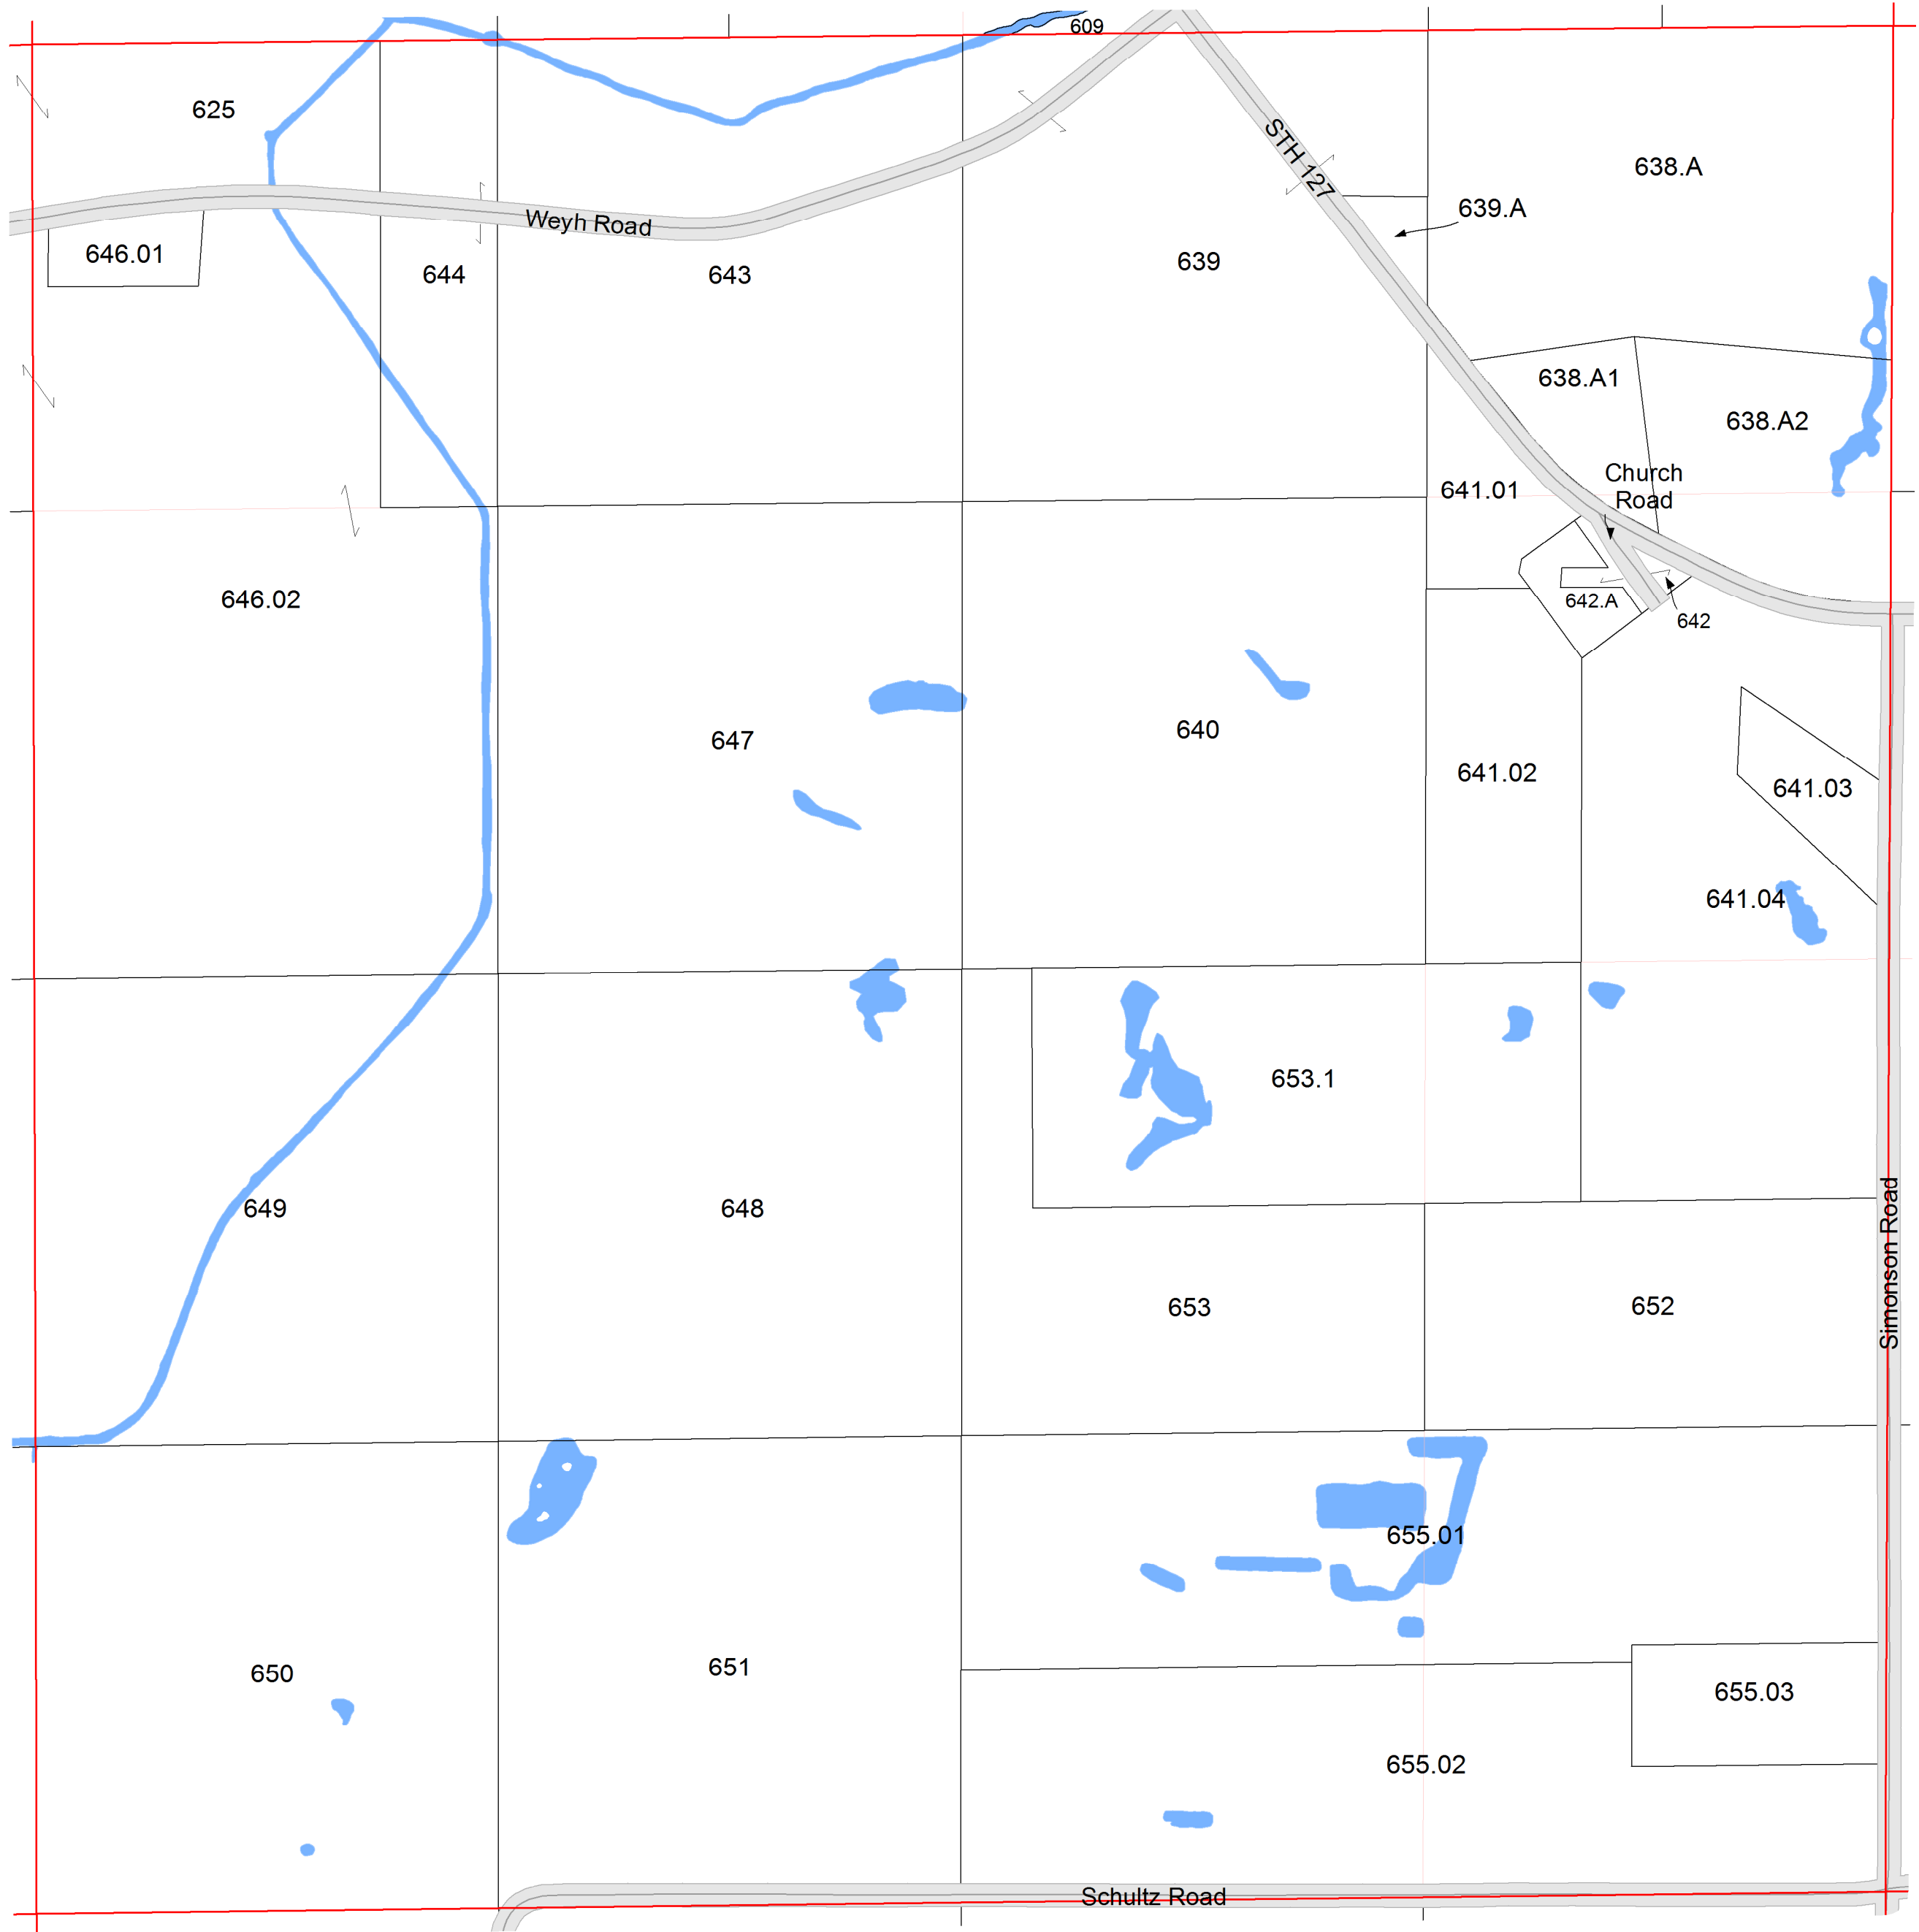 609
625
STH 127
638.A
639.A
Weyh Road
646.01
644
643
639
638.A1
638.A2
Church
Road
641.01
646.02
642.A
642
647
640
641.02
641.03
641.04
653.1
649
648
Simonson Road
653
652
655.01
650
651
655.03
655.02
Schultz Road